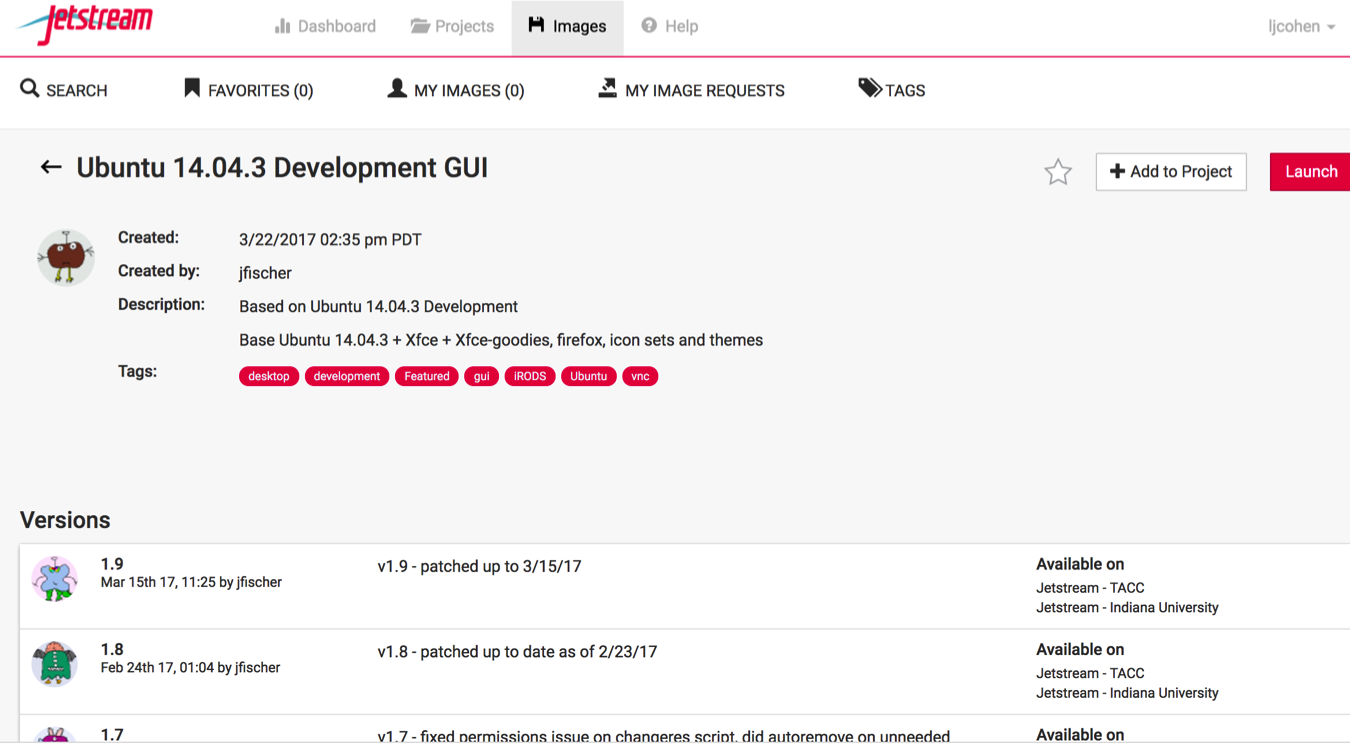 Jetstream
Dashboard Projects Images Help ljcohen
SEARCH FAVORITES (0) MY IMAGES (0) MY IMAGE REQUESTS TAGS
Ubuntu 14.04.3 Development GUI
Add to Project Launch
Created: 3/22/2017 02:35 pm PDT
Created by: jfischer
Description: Based on Ubuntu 14.04.3 Development
Base Ubuntu 14.04.3 + Xfce + Xfce-goodies, firefox, icon sets and themes
Tags: desktop development Featured gui iRODS Ubuntu vnc
Versions
1.9 v1.9 - patched up to 3/15/17 Available on
Mar 15th 17, 11:25 by jfischer Jetstream - TACC
Jetstream - Indiana University
1.8 v1.8 - patched up to date as of 2/23/17 Available on
Feb 24th 17, 01:04 by jfischer Jetstream - TACC
Jetstream - Indiana University
1.7 v1.7 - fixed permissions issue on changeres script, did autoremove on unneeded Available on